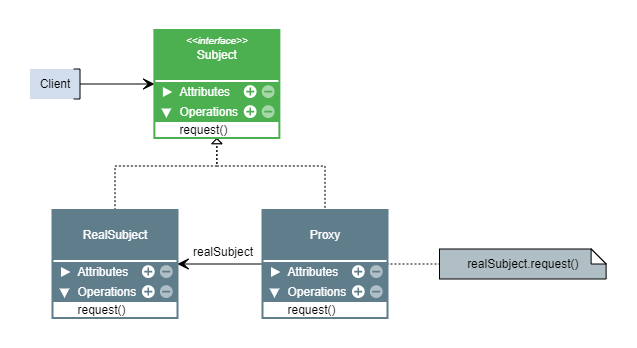 <<interface>>
Subject
Client
Attributes
Operations
request()
RealSubject
Attributes
Operations
request()
realSubject
Proxy
Attributes
Operations
request()
realSubject.request()